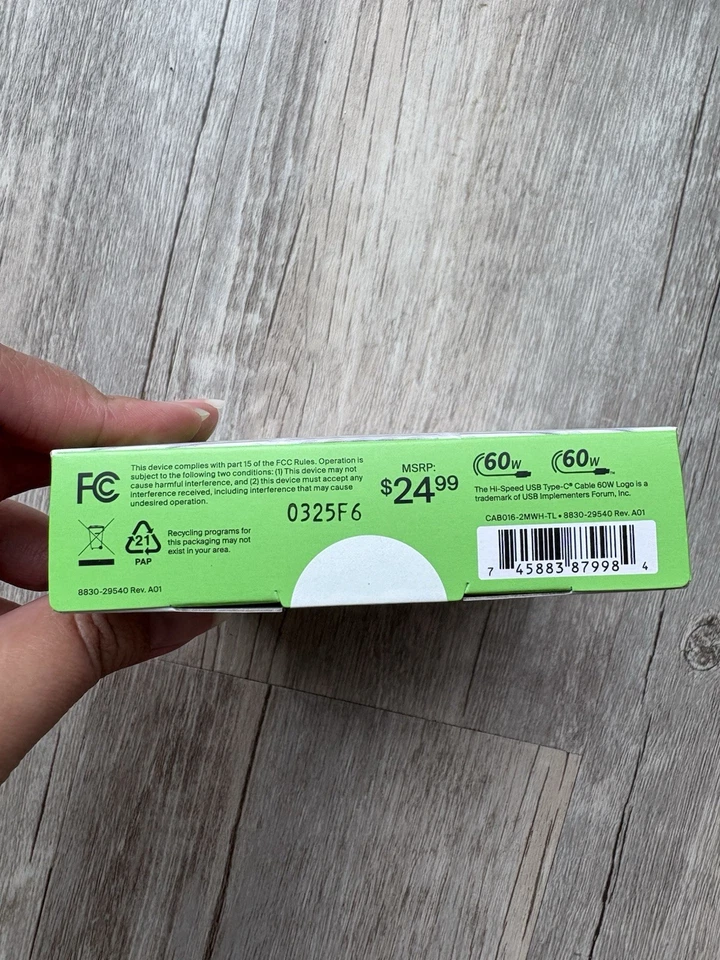 FC
This device complies with part 15 of the FCC Rules. Operation is
subject to the following two conditions: (1) This device may not
cause harmful interference, and (2) this device must accept any
interference received, including interference that may cause
undesired operation.
0325F6
21
PAP
Recycling programs for
this packaging may not
exist in your area.
8830-29540 Rev. A01
MSRP:
$24.99
60W 60W
The Hi-Speed USB Type-C® Cable 60W Logo is a
trademark of USB Implementers Forum, Inc.
CAB016-2MWH-TL • 8830-29540 Rev. A01
7 45883 87998 4